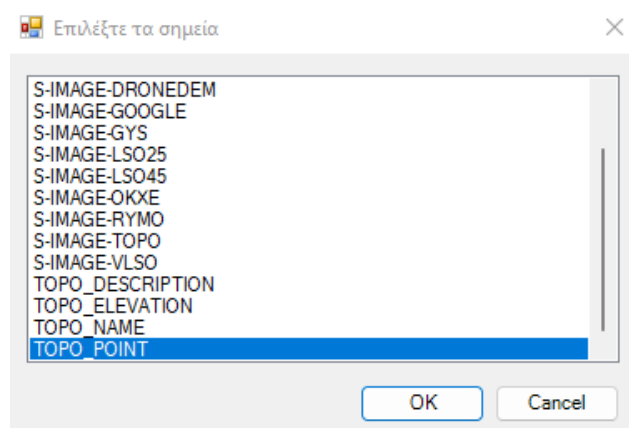 Επιλέξτε τα σημεία
S-IMAGE-DRONEDEM
S-IMAGE-GOOGLE
S-IMAGE-GYS
S-IMAGE-LSO25
S-IMAGE-LSO45
S-IMAGE-OKXE
S-IMAGE-RYMO
S-IMAGE-TOPO
S-IMAGE-VLSO
TOPO_DESCRIPTION
TOPO_ELEVATION
TOPO_NAME
TOPO_POINT
OK Cancel